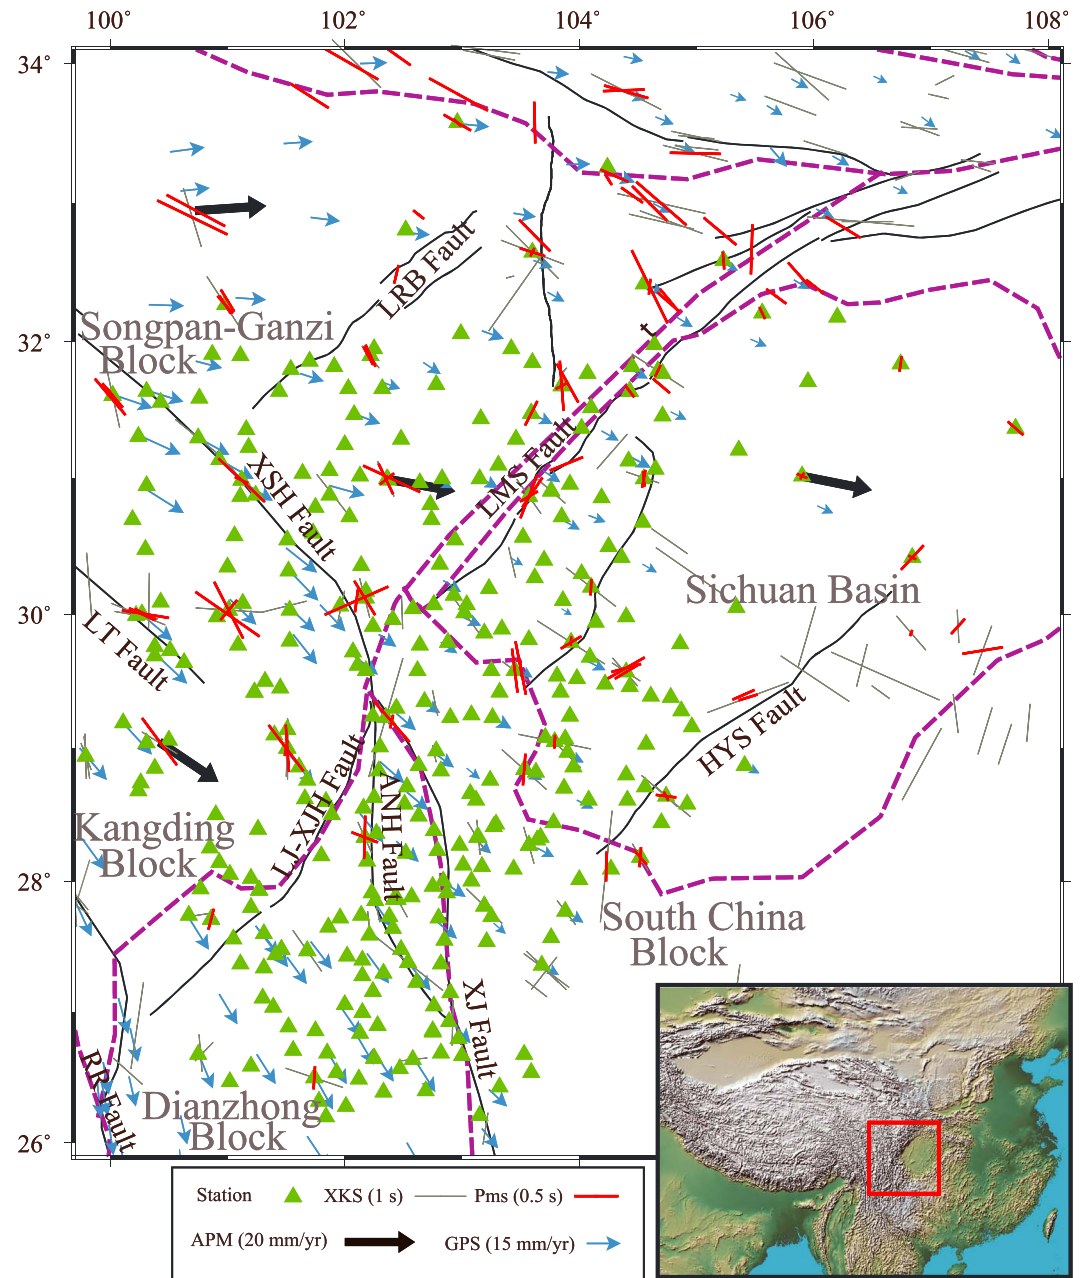 100° 102° 104° 106° 108°
34°
32°
30°
28°
26°
LRB Fault
Songpan-Ganzi
Block
XSH Fault
LMS Fault
t
Sichuan Basin
LT Fault
HYS Fault
LJ-XJH Fault
ANH Fault
Kangding
Block
South China
Block
XJ Fault
RR Fault
Dianzhong
Block
Station XKS (1 s) Pms (0.5 s)
APM (20 mm/yr) GPS (15 mm/yr)